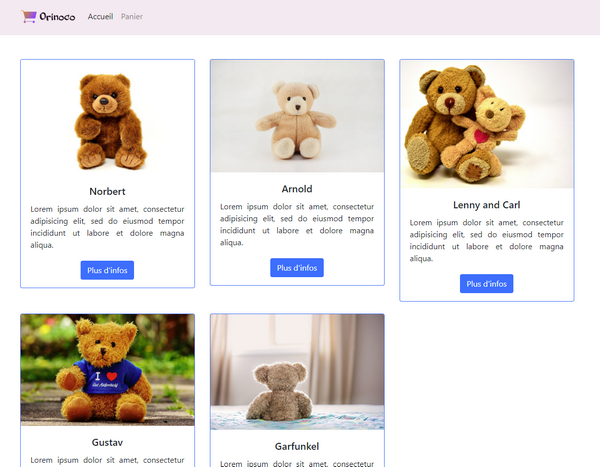 Orinoco Accueil Panier
Norbert
Lorem ipsum dolor sit amet, consectetur
adipisicing elit, sed do eiusmod tempor
incididunt ut labore et dolore magna
aliqua.
Plus d'infos
Arnold
Lorem ipsum dolor sit amet, consectetur
adipisicing elit, sed do eiusmod tempor
incididunt ut labore et dolore magna
aliqua.
Plus d'infos
Lenny and Carl
Lorem ipsum dolor sit amet, consectetur
adipisicing elit, sed do eiusmod tempor
incididunt ut labore et dolore magna
aliqua.
Plus d'infos
I
Gustav
Lorem ipsum dolor sit amet, consectetur
Garfunkel
Lorem ipsum dolor sit amet, consectetur